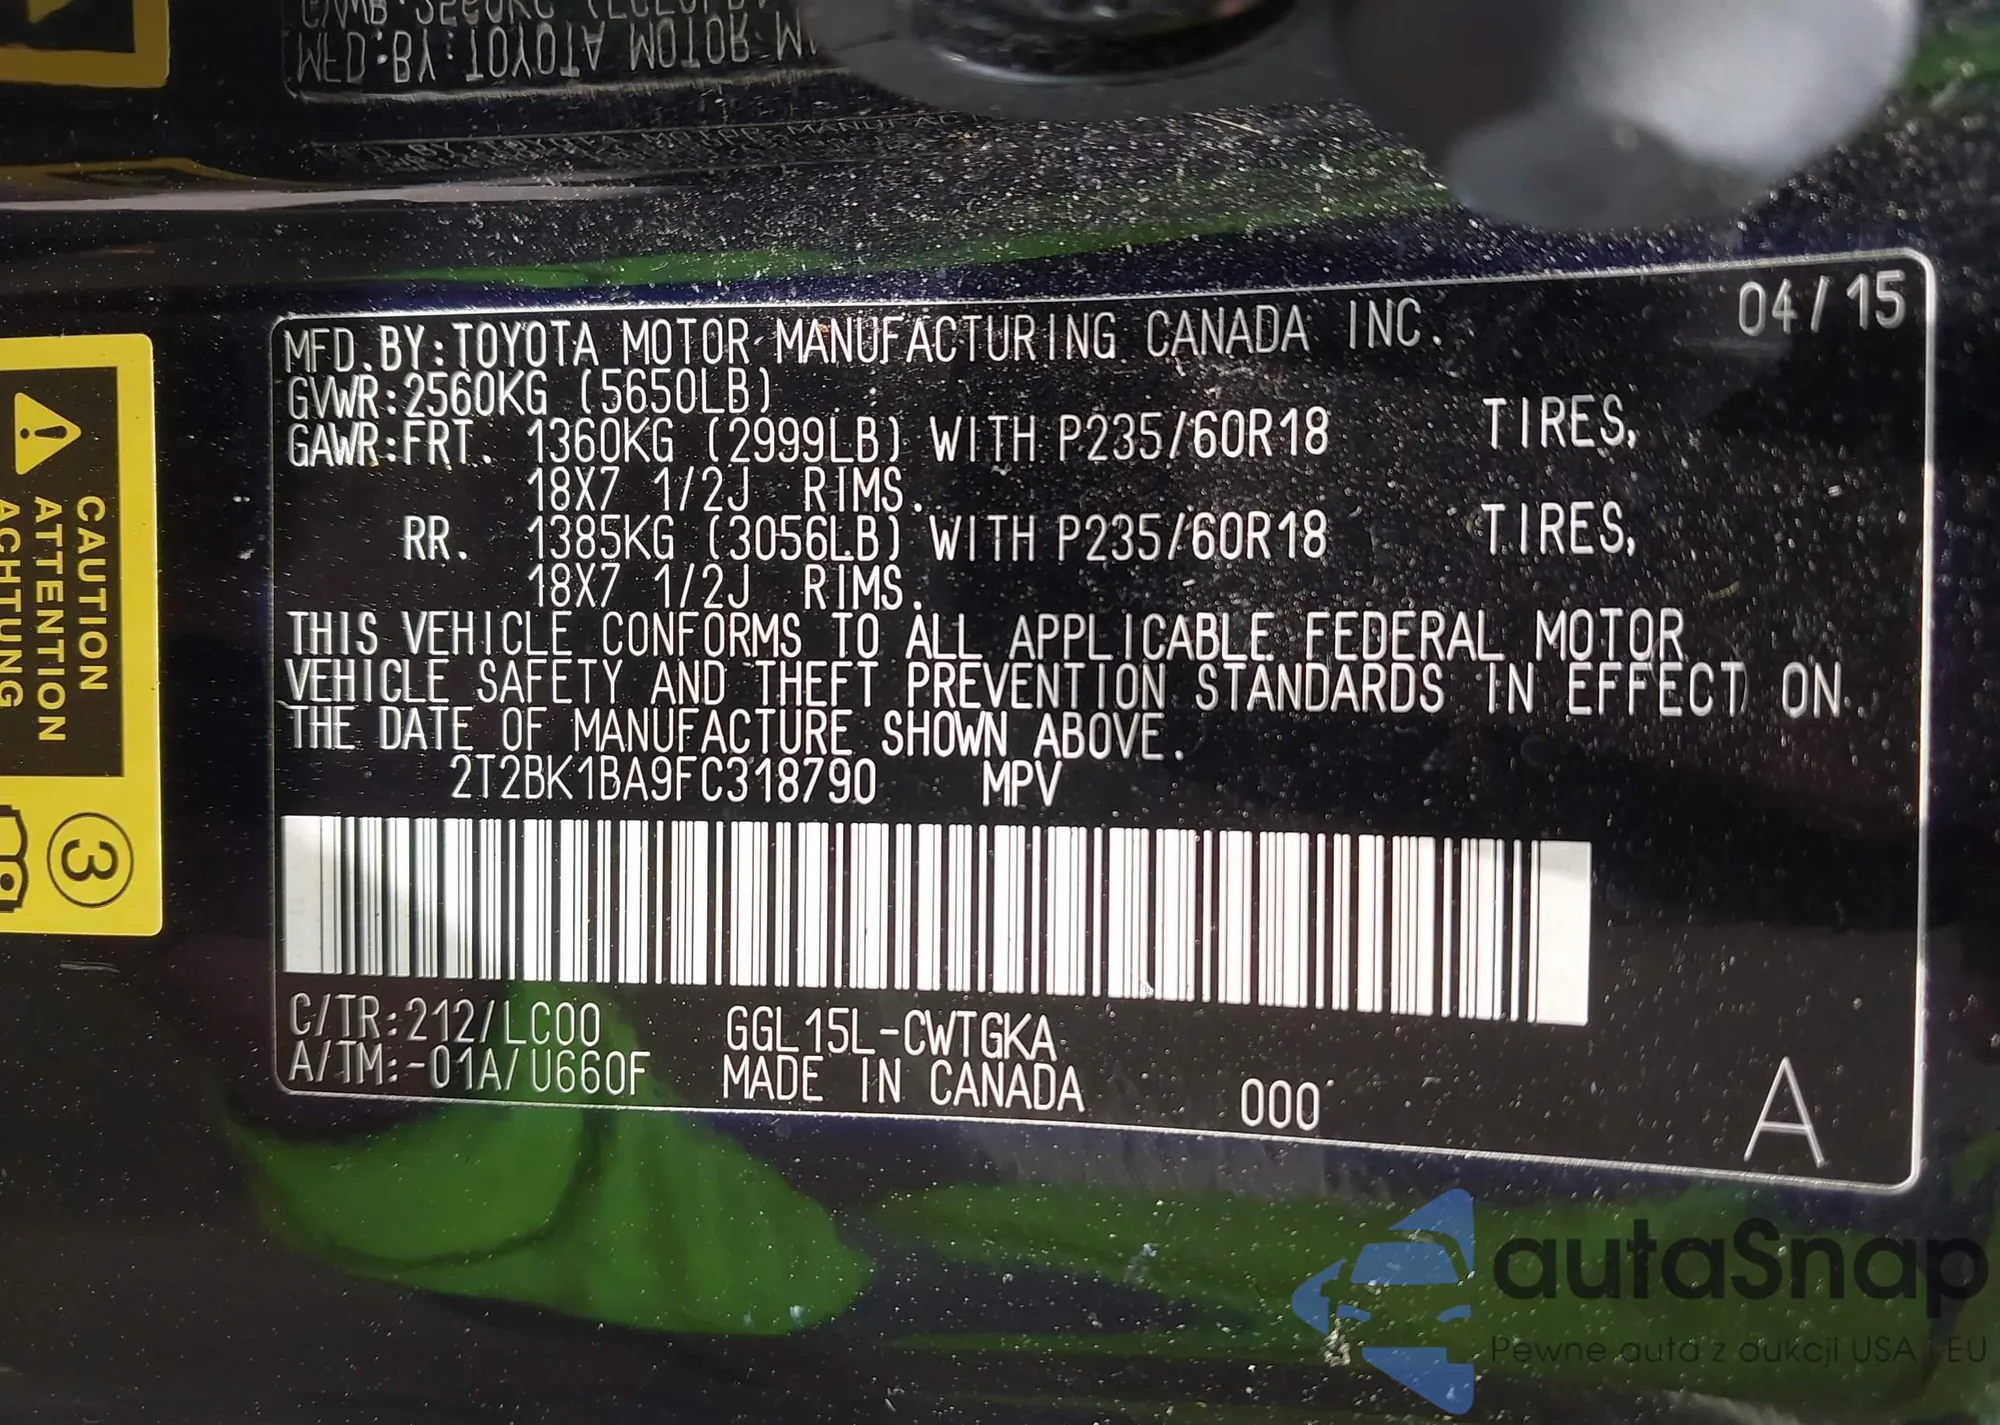 MFD.BY:TOYOTA MOTOR MANUFACTURING CANADA INC. 04/15
GVWR:2560KG (5650LB)
GAWR:FRT. 1360KG (2999LB) WITH P235/60R18 TIRES,
18X7 1/2J RIMS.
RR. 1385KG (3056LB) WITH P235/60R18 TIRES,
18X7 1/2J RIMS.
THIS VEHICLE CONFORMS TO ALL APPLICABLE FEDERAL MOTOR
VEHICLE SAFETY AND THEFT PREVENTION STANDARDS IN EFFECT ON
THE DATE OF MANUFACTURE SHOWN ABOVE.
2T2BK1BA9FC318790 MPV
C/TR:212/LC00 GGL15L-CWTGKA
A/TM:-01A/U660F MADE IN CANADA 000 A
CAUTION
ATTENTION
ACHTUNG
3
MFD.BY:TOYOTA MOTOR
autaSnap
Pewne auta z aukcji USA i EU